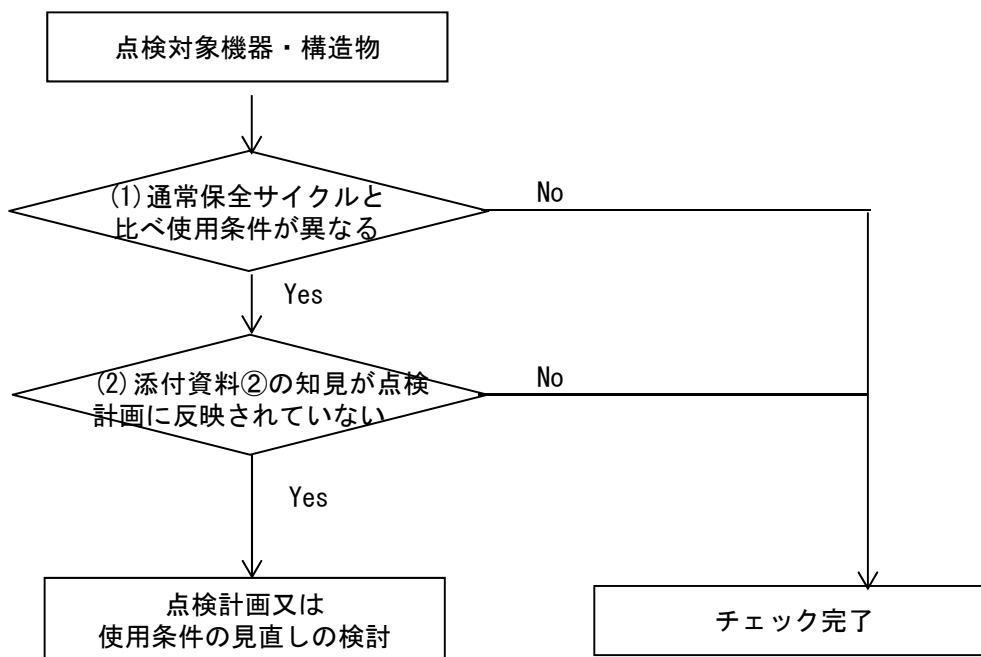 点検対象機器・構造物
(1)通常保全サイクルと
比べ使用条件が異なる
No
Yes
(2)添付資料②の知見が点検
計画に反映されていない
No
Yes
点検計画又は
使用条件の見直しの検討
チェック完了